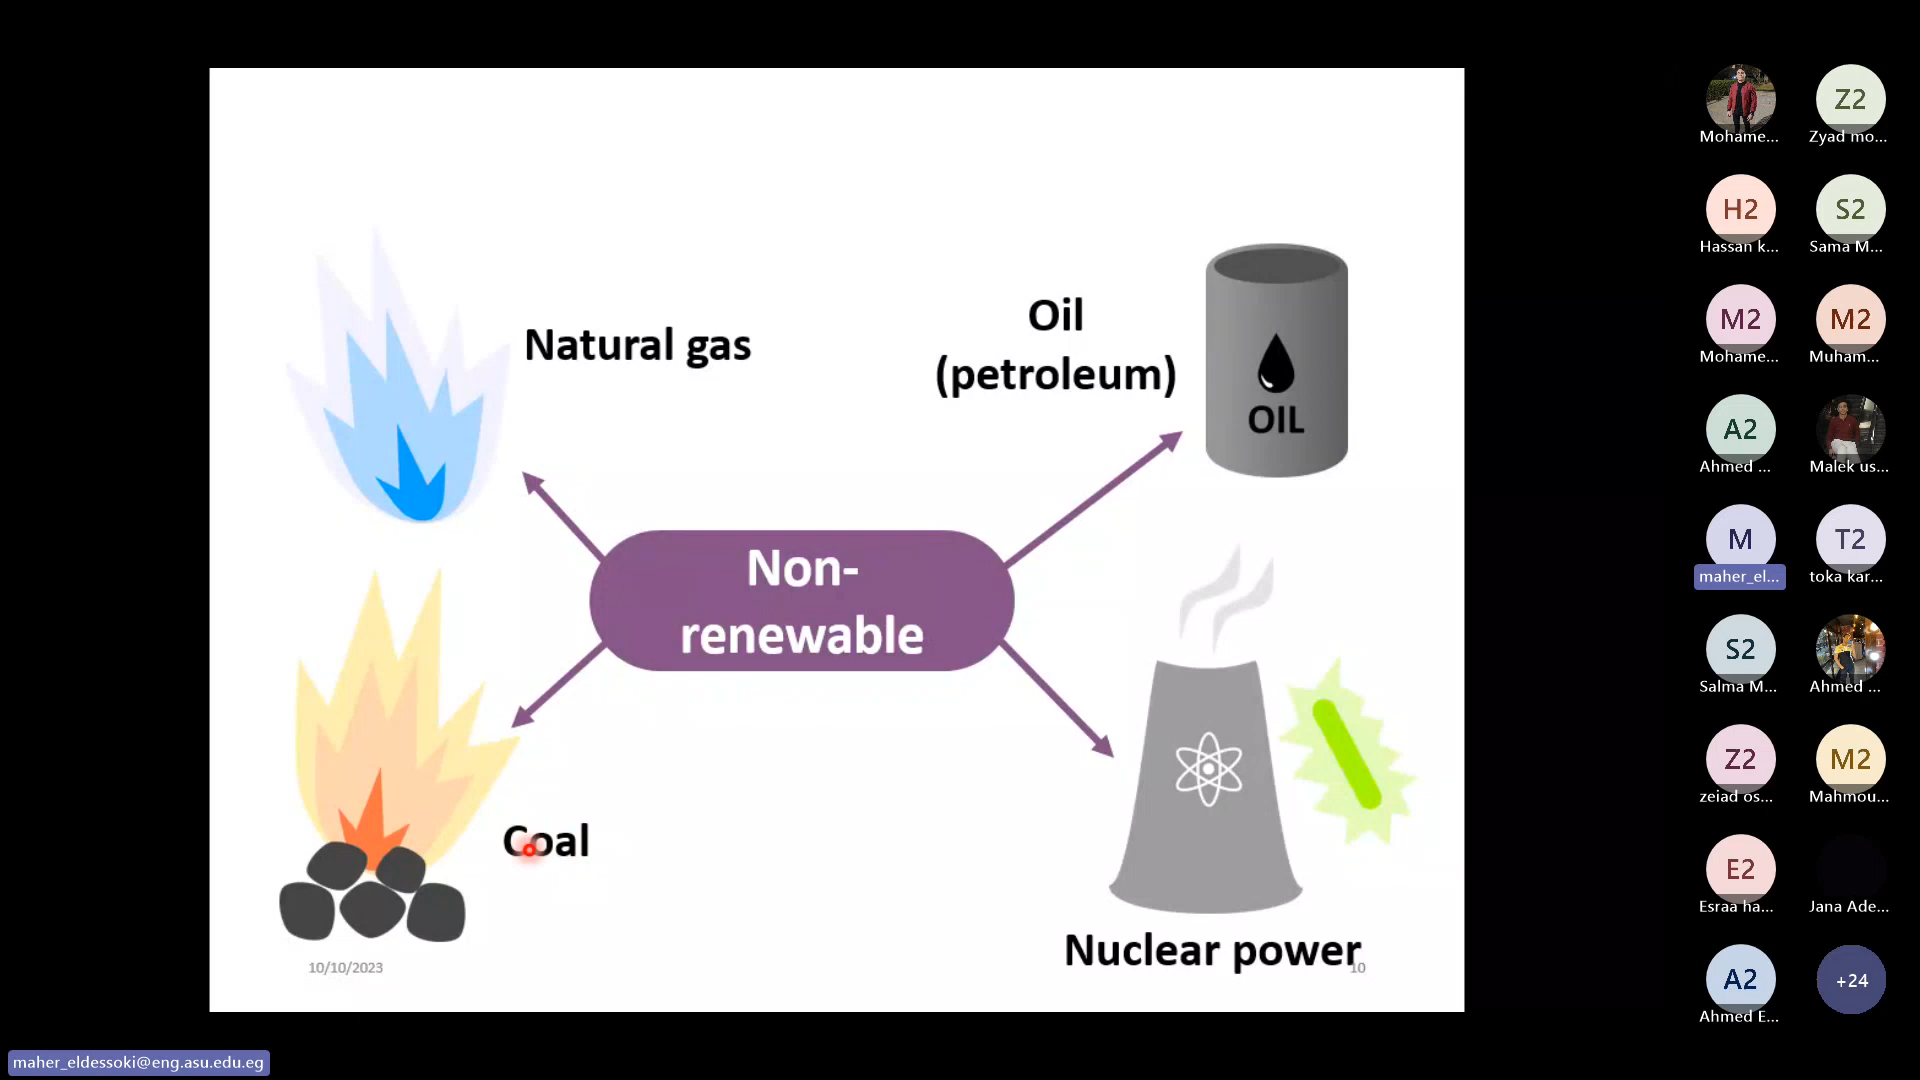 Natural gas
Oil
(petroleum)
OIL
Non-
renewable
Coal
Nuclear power
10/10/2023
10
Mohame...
Z2
Zyad mo...
H2
Hassan k...
S2
Sama M...
M2
Mohame...
M2
Muham...
A2
Ahmed ...
Malek us...
M
maher_el...
T2
toka kar...
S2
Salma M...
Ahmed ...
Z2
zeiad os...
M2
Mahmou...
E2
Esraa ha...
Jana Ade...
A2
Ahmed E...
+24
maher_eldessoki@eng.asu.edu.eg